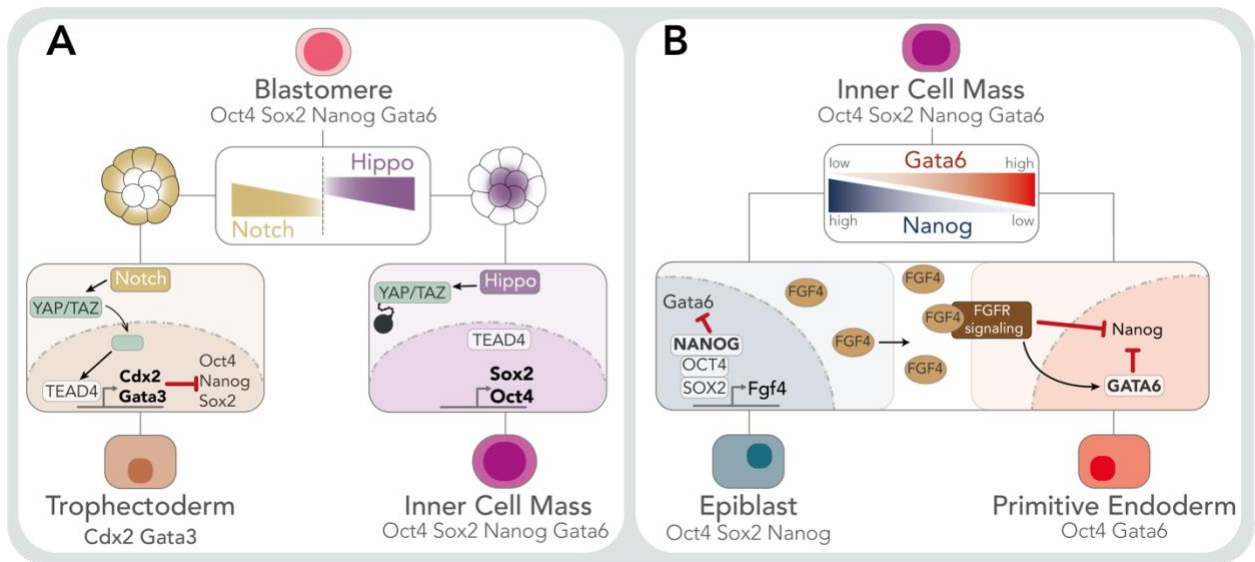 A
Blastomere
Oct4 Sox2 Nanog Gata6
Hippo
Notch
Notch
YAP/TAZ
TEAD4
Cdx2
Gata3
Oct4
Nanog
Sox2
Trophectoderm
Cdx2 Gata3
Hippo
YAP/TAZ
TEAD4
Sox2
Oct4
Inner Cell Mass
Oct4 Sox2 Nanog Gata6
B
Inner Cell Mass
Oct4 Sox2 Nanog Gata6
low Gata6 high
high Nanog low
Gata6
NANOG
OCT4
SOX2
Fgf4
FGF4
FGF4
FGF4
FGF4
FGF4
FGFR
signaling
Nanog
GATA6
Epiblast
Oct4 Sox2 Nanog
Primitive Endoderm
Oct4 Gata6